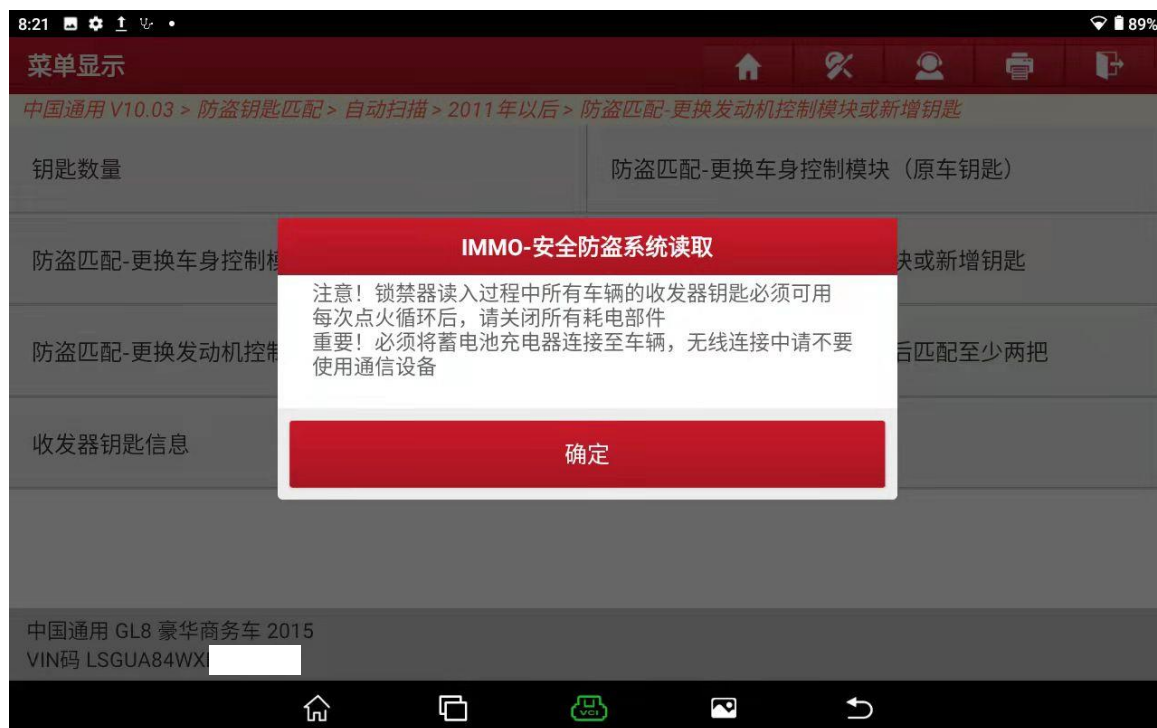 8:21
89%
菜单显示
中国通用 V10.03 > 防盗钥匙匹配 > 自动扫描 > 2011年以后 > 防盗匹配-更换发动机控制模块或新增钥匙
钥匙数量
防盗匹配-更换车身控制模块（原车钥匙）
防盗匹配-更换车身控制模
块或新增钥匙
防盗匹配-更换发动机控制
后匹配至少两把
收发器钥匙信息
IMMO-安全防盗系统读取
注意！锁禁器读入过程中所有车辆的收发器钥匙必须可用
每次点火循环后，请关闭所有耗电部件
重要！必须将蓄电池充电器连接至车辆，无线连接中请不要
使用通信设备
确定
中国通用 GL8 豪华商务车 2015
VIN码 LSGUA84WX
VCI